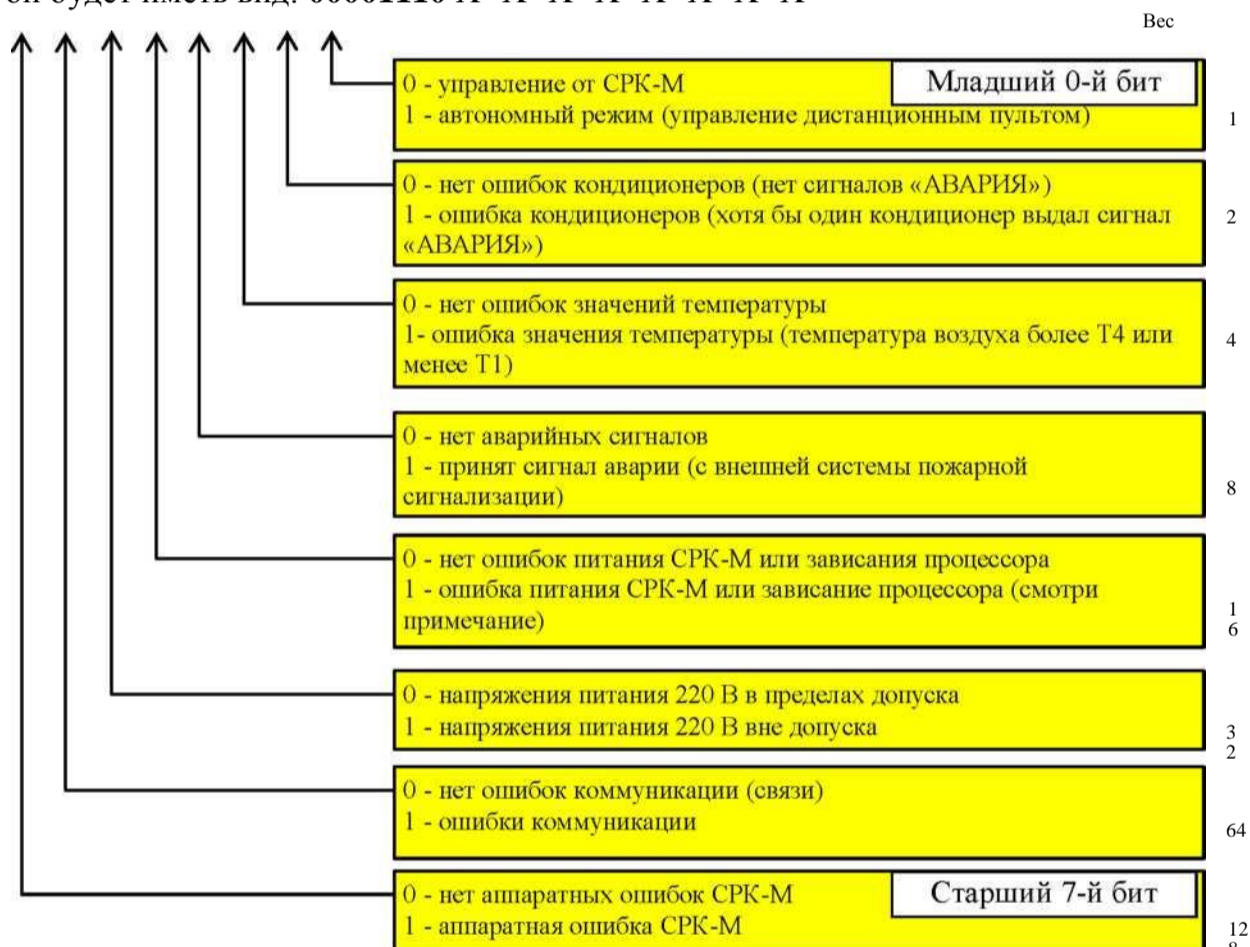 он будет иметь вид: 00001110
Вес
0 - управление от СРК-М
Младший 0-й бит
1 - автономный режим (управление дистанционным пультом)
1
0 - нет ошибок кондиционеров (нет сигналов «АВАРИЯ»)
1 - ошибка кондиционеров (хотя бы один кондиционер выдал сигнал
«АВАРИЯ»)
2
0 - нет ошибок значений температуры
1- ошибка значения температуры (температура воздуха более Т4 или
менее Т1)
4
0 - нет аварийных сигналов
1 - принят сигнал аварии (с внешней системы пожарной
сигнализации)
8
0 - нет ошибок питания СРК-М или зависания процессора
1 - ошибка питания СРК-М или зависание процессора (смотри
примечание)
1
6
0 - напряжения питания 220 В в пределах допуска
1 - напряжения питания 220 В вне допуска
3
2
0 - нет ошибок коммуникации (связи)
1 - ошибки коммуникации
64
0 - нет аппаратных ошибок СРК-М
Старший 7-й бит
1 - аппаратная ошибка СРК-М
12
8